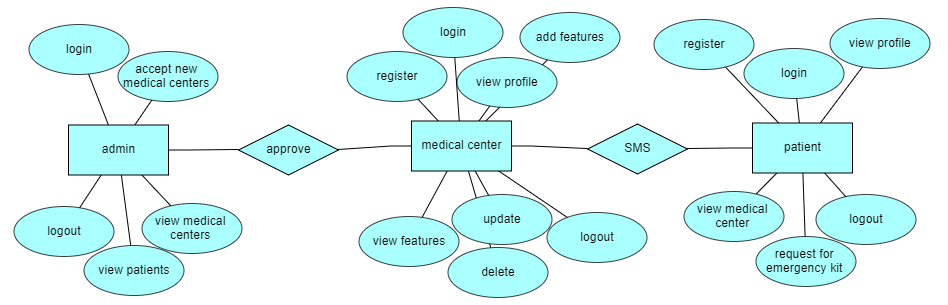 login
accept new
medical centers
admin
logout
view patients
view medical
centers
approve
login
add features
register
view profile
medical center
view features
update
delete
logout
SMS
register
login
view profile
patient
view medical
center
request for
emergency kit
logout